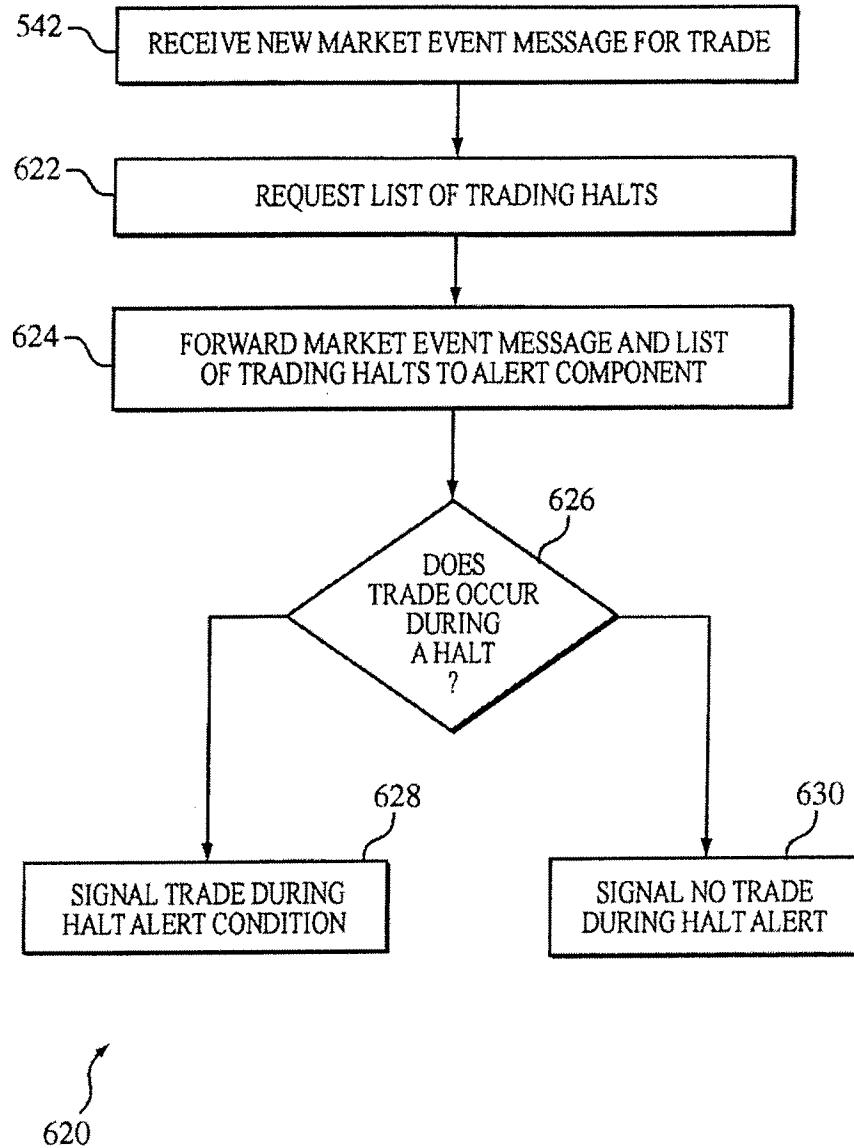 542
RECEIVE NEW MARKET EVENT MESSAGE FOR TRADE
622
REQUEST LIST OF TRADING HALTS
624
FORWARD MARKET EVENT MESSAGE AND LIST
OF TRADING HALTS TO ALERT COMPONENT
626
DOES
TRADE OCCUR
DURING
A HALT
?
628
SIGNAL TRADE DURING
HALT ALERT CONDITION
630
SIGNAL NO TRADE
DURING HALT ALERT
620